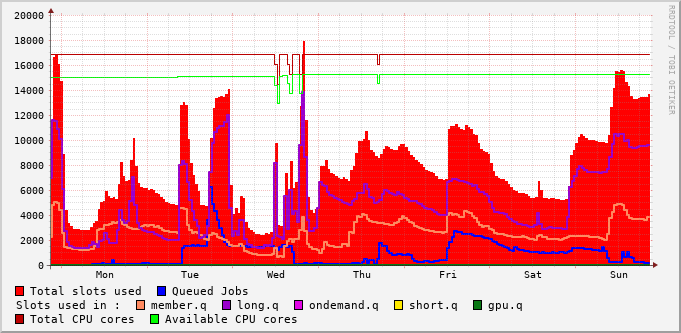 RRDTOOL / TOBI OETIKER
20000
18000
16000
14000
12000
10000
8000
6000
4000
2000
0
Mon Tue Wed Thu Fri Sat Sun
Total slots used Queued Jobs
Slots used in : member.q long.q ondemand.q short.q gpu.q
Total CPU cores Available CPU cores